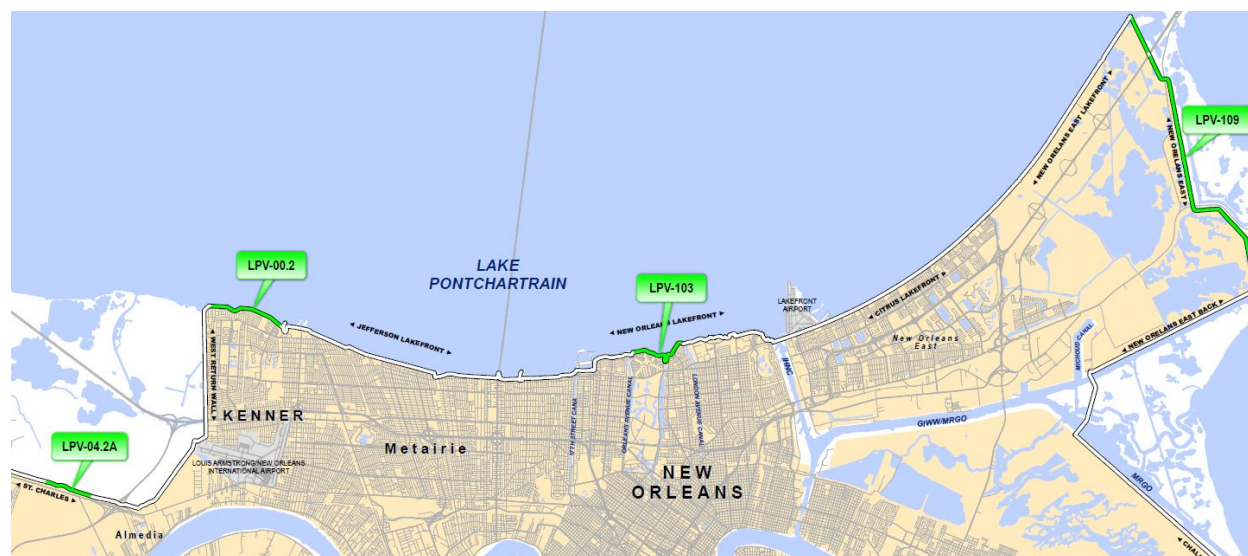 LPV-109
◄ NEW ORLEANS EAST LAKEFRONT ►
◄ NEW ORELANS EAST ►
LPV-00.2
LAKE
PONTCHARTRAIN
LPV-103
LAKEFRONT
AIRPORT
◄ JEFFERSON LAKEFRONT ►
◄ NEW ORLEANS LAKEFRONT ►
◄ CITRUS LAKEFRONT ►
New Orleans
East
◄ NEW ORLEANS EAST BACK ►
MICHOUD CANAL
◄ WEST RETURN WALL ►
KENNER
17TH STREET CANA
ORLEANS AVENUE CANAL
LONDON AVENUE CANAL
IHNC
GIWW/MRGO
LPV-04.2A
Metairie
LOUIS ARMSTRONG/NEW ORLEANS
INTERNATIONAL AIRPORT
NEW
ORLEANS
MRGO
◄ ST. CHARLES ►
Almedia
◄ CHAL